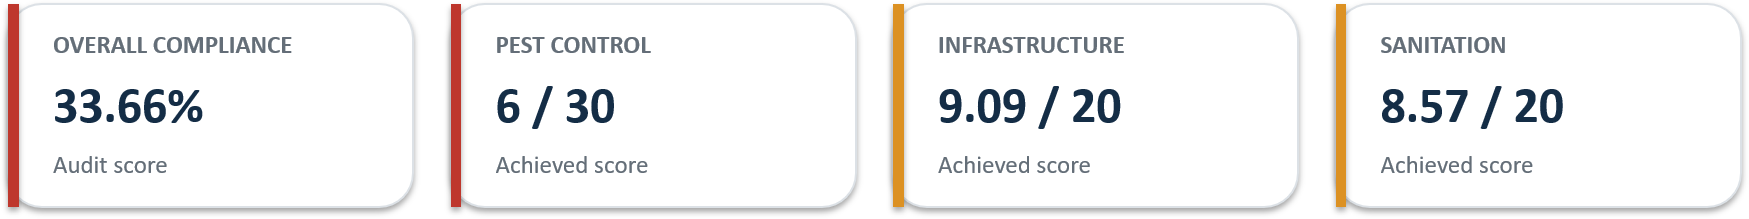 OVERALL COMPLIANCE
33.66%
Audit score
PEST CONTROL
6 / 30
Achieved score
INFRASTRUCTURE
9.09 / 20
Achieved score
SANITATION
8.57 / 20
Achieved score